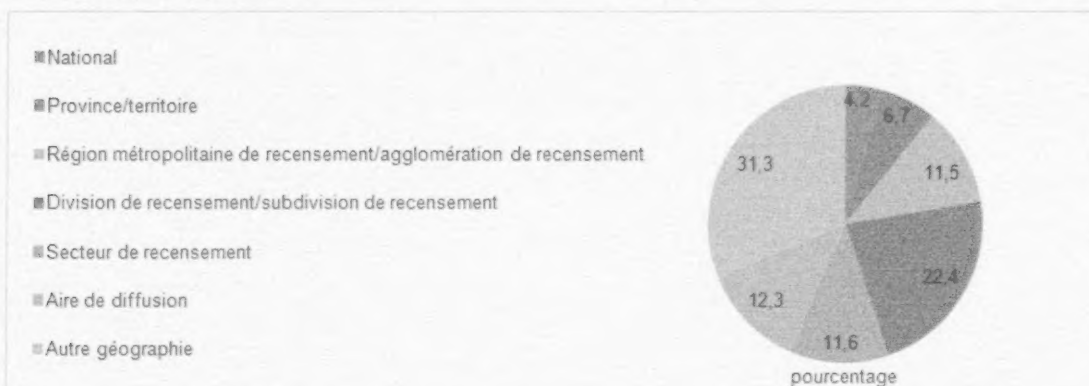 National
Province/territoire
Région métropolitaine de recensement/agglomération de recensement
Division de recensement/subdivision de recensement
Secteur de recensement
Aire de diffusion
Autre géographie
4,2
6,7
11,5
22,4
11,6
12,3
31,3
pourcentage